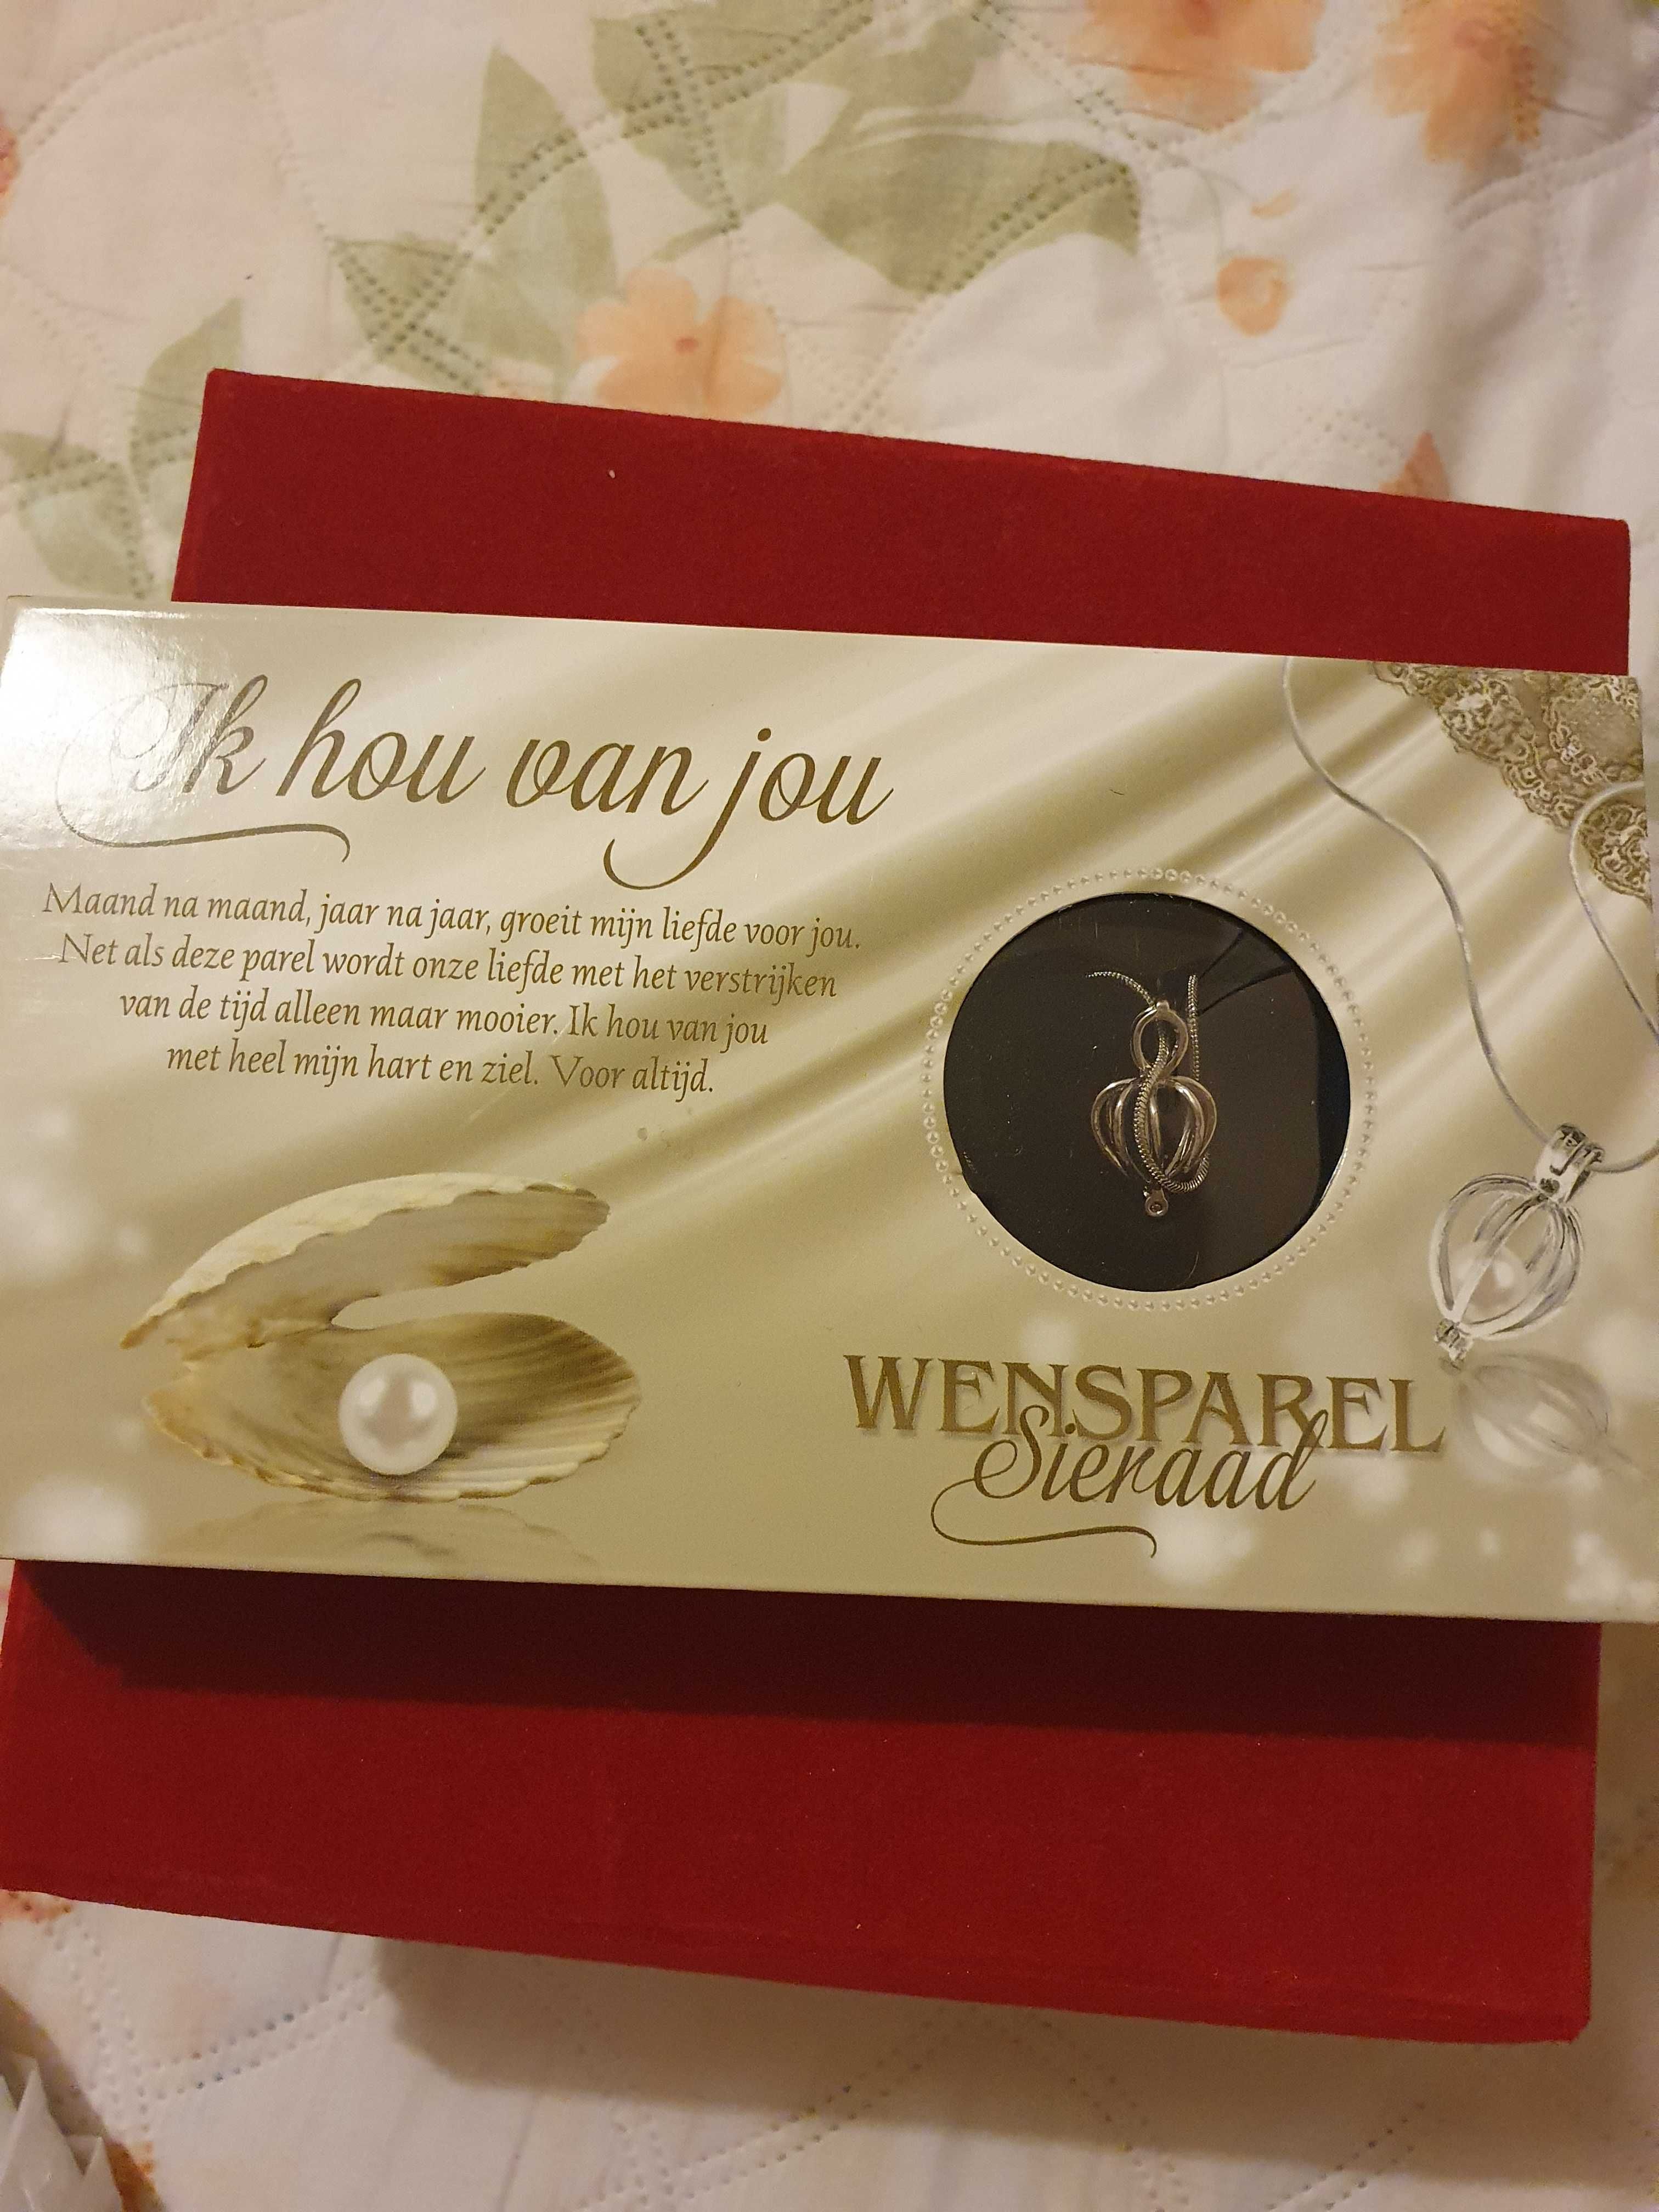 Ik hou van jou
Maand na maand, jaar na jaar, groeit mijn liefde voor jou.
Net als deze parel wordt onze liefde met het verstrijken
van de tijd alleen maar mooier. Ik hou van jou
met heel mijn hart en ziel. Voor altijd.
WENSPAREL
Sieraad